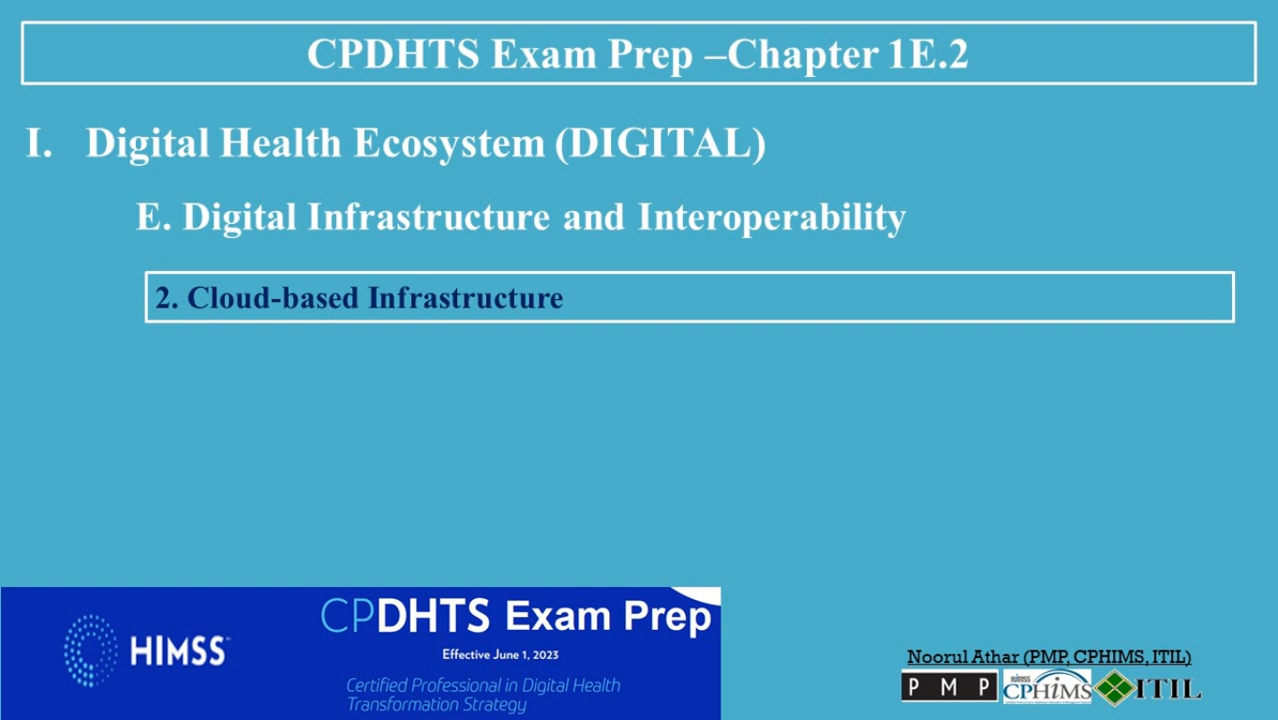 CPDHTS Exam Prep –Chapter 1E.2
I. Digital Health Ecosystem (DIGITAL)
E. Digital Infrastructure and Interoperability
2. Cloud-based Infrastructure
CPDHTS Exam Prep
HIMSS
Effective June 1, 2023
Certified Professional in Digital Health
Transformation Strategy
Noorul Athar (PMP, CPHIMS, ITIL)
PMP
himss
CPHIMS
ITIL